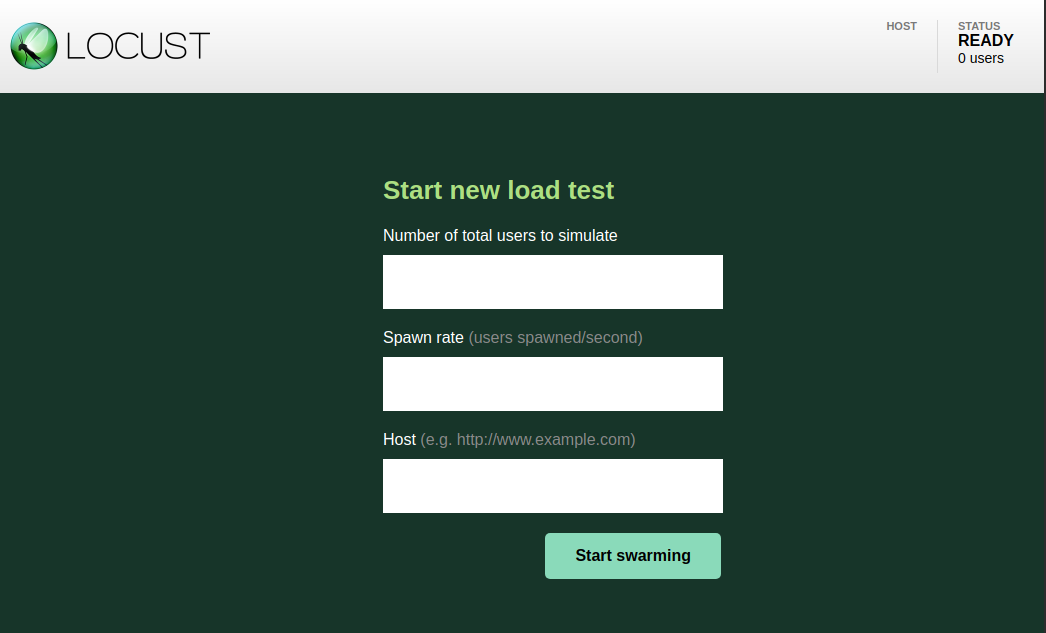 LOCUST
HOST
STATUS
READY
0 users
Start new load test
Number of total users to simulate
Spawn rate (users spawned/second)
Host (e.g. http://www.example.com)
Start swarming